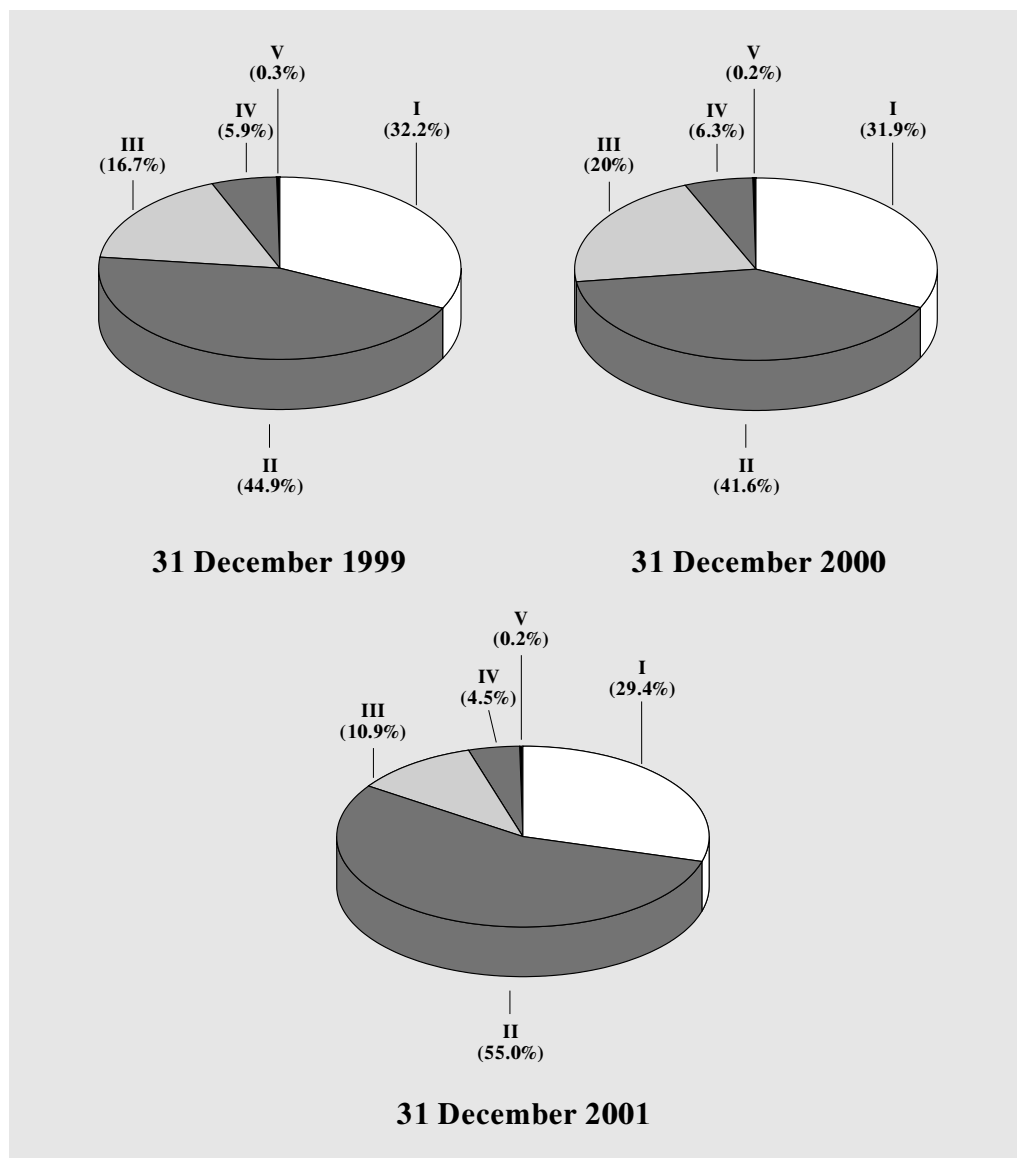 V
(0.3%)
IV
(5.9%)
I
(32.2%)
III
(16.7%)
II
(44.9%)
31 December 1999
V
(0.2%)
IV
(6.3%)
I
(31.9%)
III
(20%)
II
(41.6%)
31 December 2000
V
(0.2%)
IV
(4.5%)
I
(29.4%)
III
(10.9%)
II
(55.0%)
31 December 2001